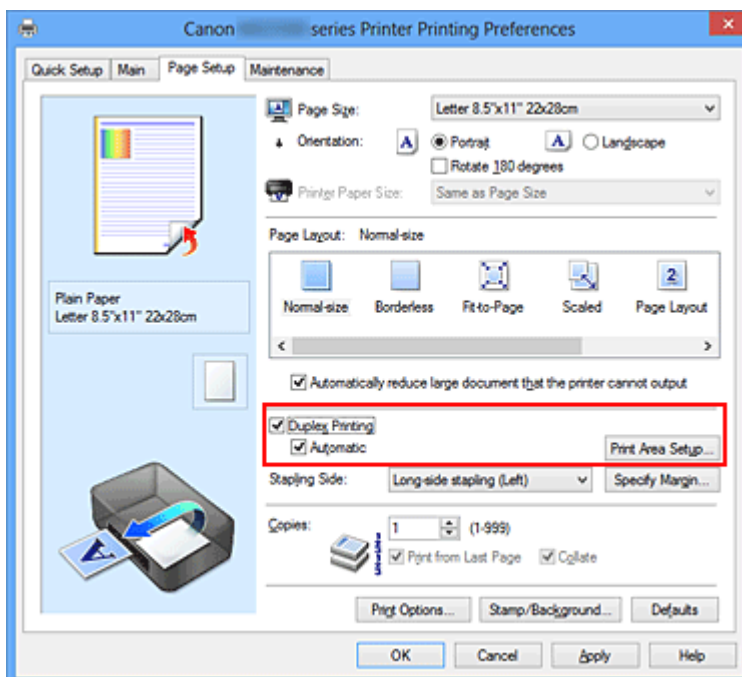 Canon series Printer Printing Preferences
Quick Setup Main Page Setup Maintenance
Page Size: Letter 8.5"x11" 22x28cm
Orientation: A Portrait A Landscape
Rotate 180 degrees
Printer Paper Size: Same as Page Size
Page Layout: Normal-size
Plain Paper
Letter 8.5"x11" 22x28cm
2
Normal-size Borderless Fit-to-Page Scaled Page Layout
Automatically reduce large document that the printer cannot output
Duplex Printing
Automatic Print Area Setup...
Stapling Side: Long-side stapling (Left) Specify Margin...
Copies: 1 (1-999)
Print from Last Page Collate
A
Print Options... Stamp/Background... Defaults
OK Cancel Apply Help